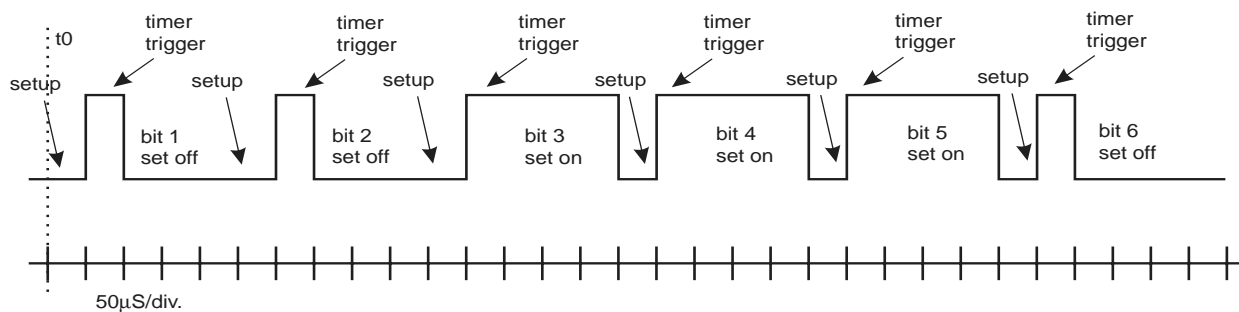 t0
timer
trigger
timer
trigger
timer
trigger
timer
trigger
timer
trigger
timer
trigger
setup
setup
setup
setup
setup
setup
bit 1
set off
bit 2
set off
bit 3
set on
bit 4
set on
bit 5
set on
bit 6
set off
50μS/div.